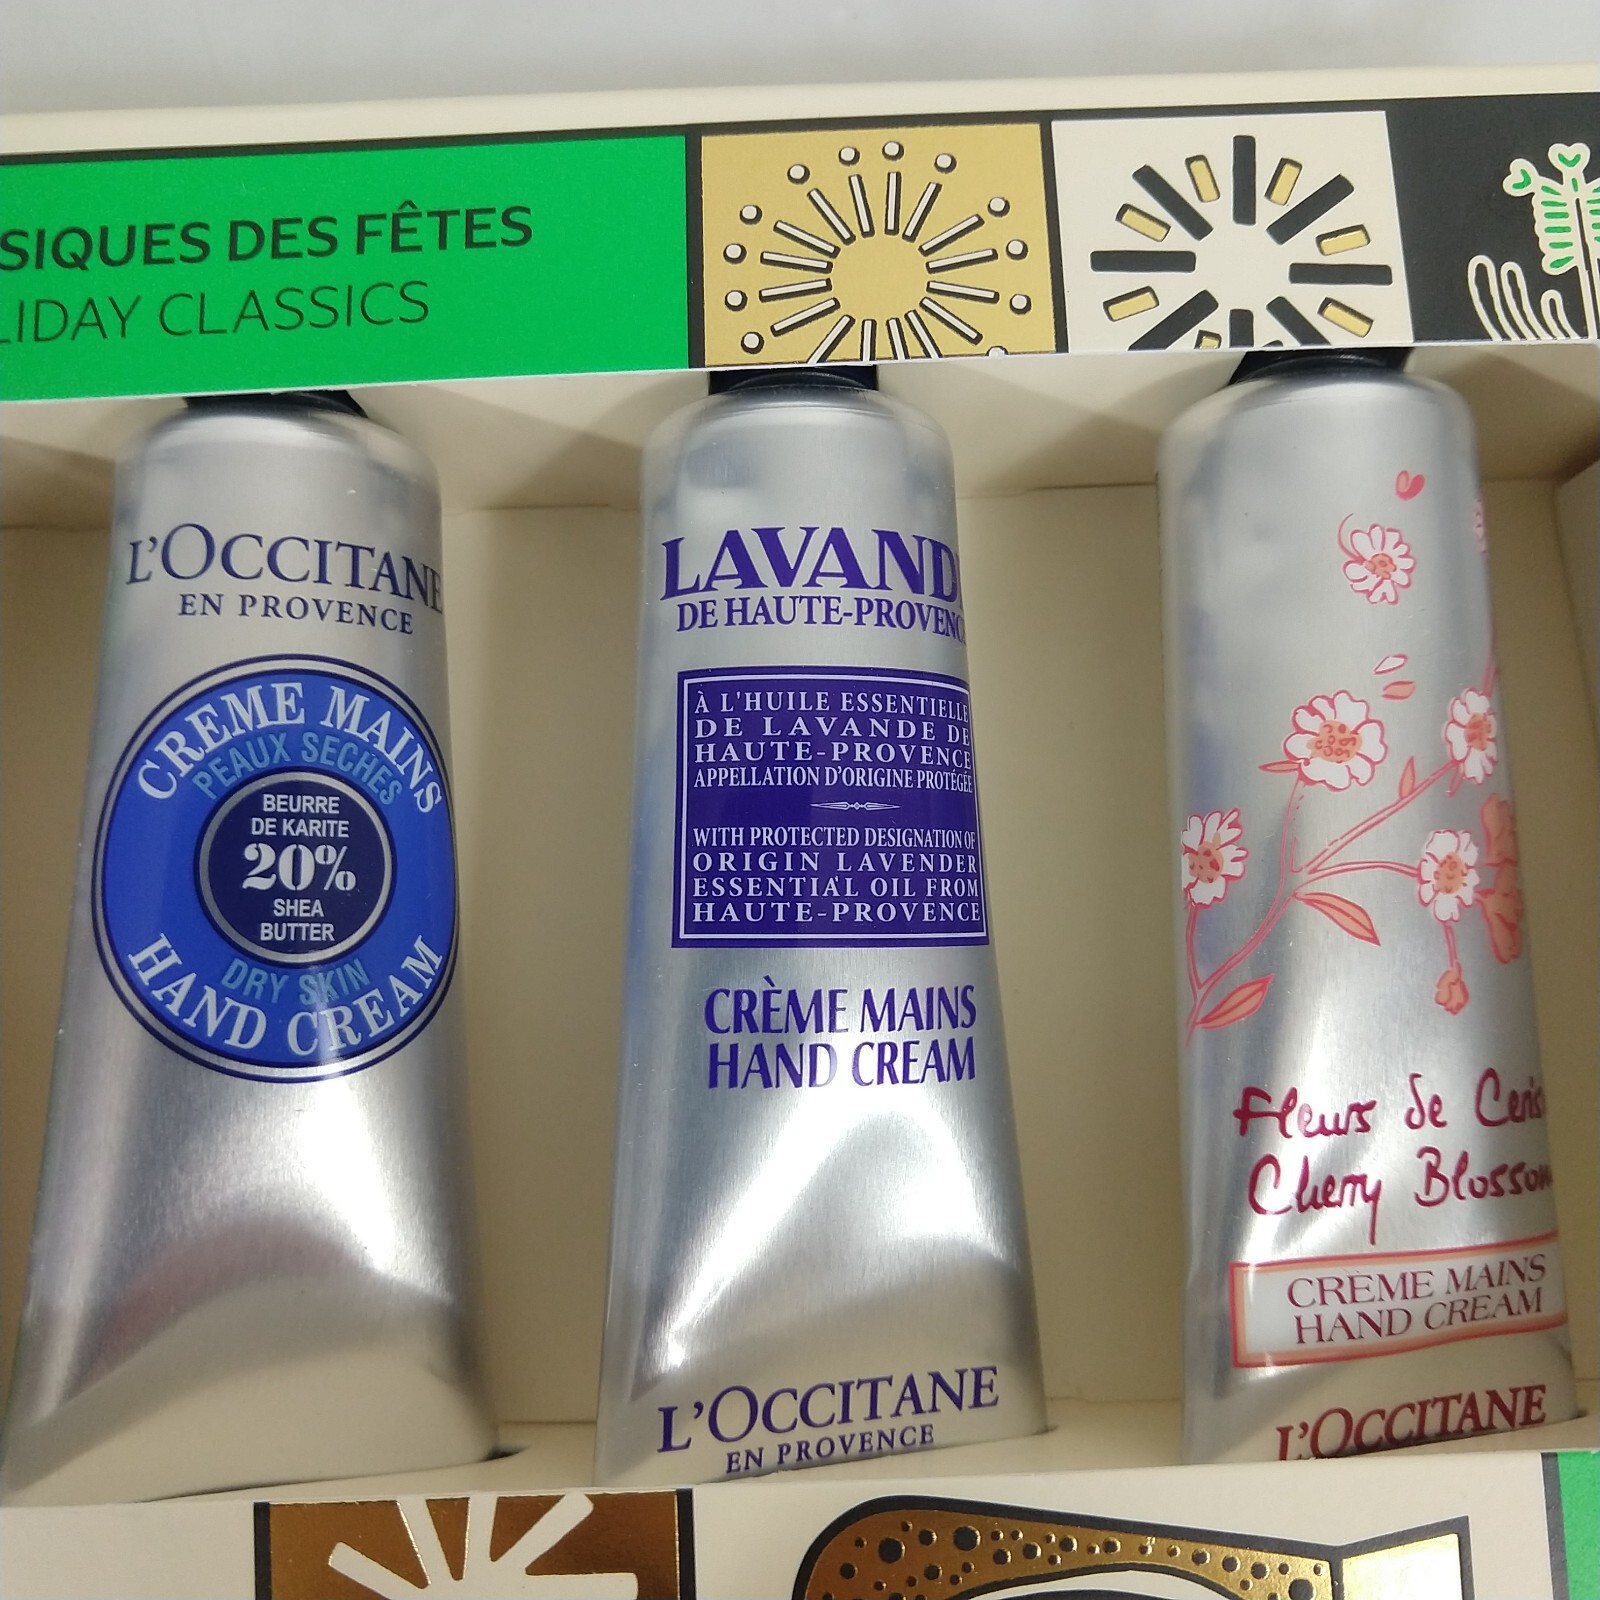 SIQUES DES FÊTES
LIDAY CLASSICS
L'OCCITANE
EN PROVENCE
CREME MAINS
PEAUX SECHES
BEURRE
DE KARITE
20%
SHEA
BUTTER
DRY SKIN
HAND CREAM
LAVAND
DE HAUTE-PROVENC
À L'HUILE ESSENTIELLE
DE LAVANDE DE
HAUTE-PROVENCE
APPELLATION D'ORIGINE PROTÉGÉE
WITH PROTECTED DESIGNATION OF
ORIGIN LAVENDER
ESSENTIAL OIL FROM
HAUTE-PROVENCE
CRÈME MAINS
HAND CREAM
L'OCCITANE
EN PROVENCE
Fleurs de Ceris
Cherry Blossom
CRÈME MAINS
HAND CREAM
L'OCCITANE